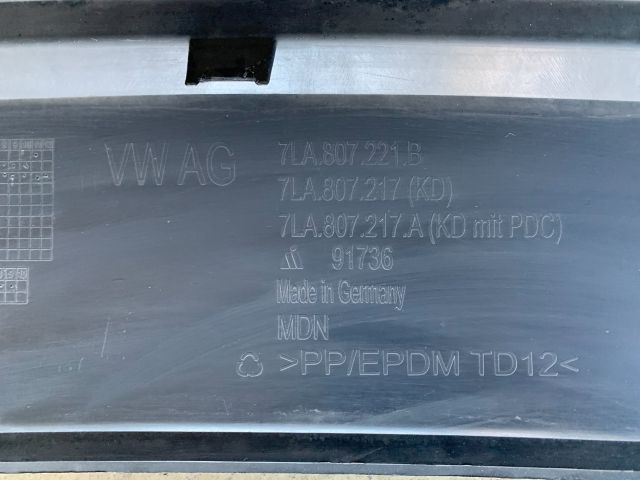 VW AG 7LA.807.221.B
7LA.807.217 (KD)
7LA.807.217.A (KD mit PDC)
91736
Made in Germany
MDN
>PP/EPDM TD12<